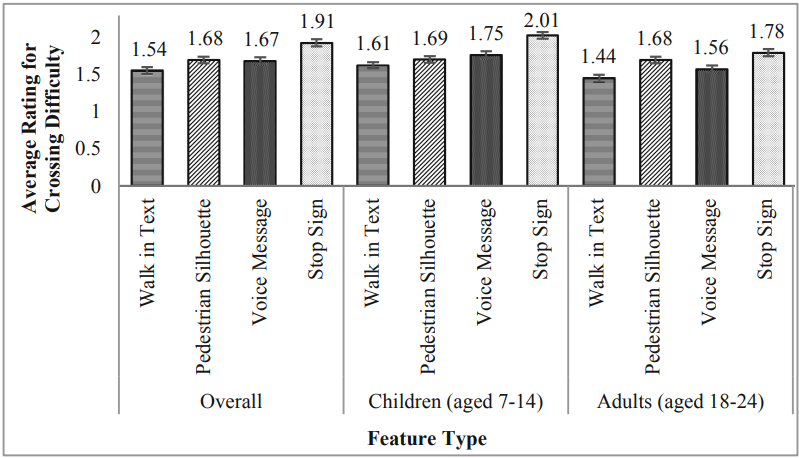 Average Rating for
Crossing Difficulty
2
1.5
1
0.5
0
1.54
1.68
1.67
1.91
1.61
1.69
1.75
2.01
1.44
1.68
1.56
1.78
Walk in Text
Pedestrian Silhouette
Voice Message
Stop Sign
Walk in Text
Pedestrian Silhouette
Voice Message
Stop Sign
Walk in Text
Pedestrian Silhouette
Voice Message
Stop Sign
Overall
Children (aged 7-14)
Adults (aged 18-24)
Feature Type